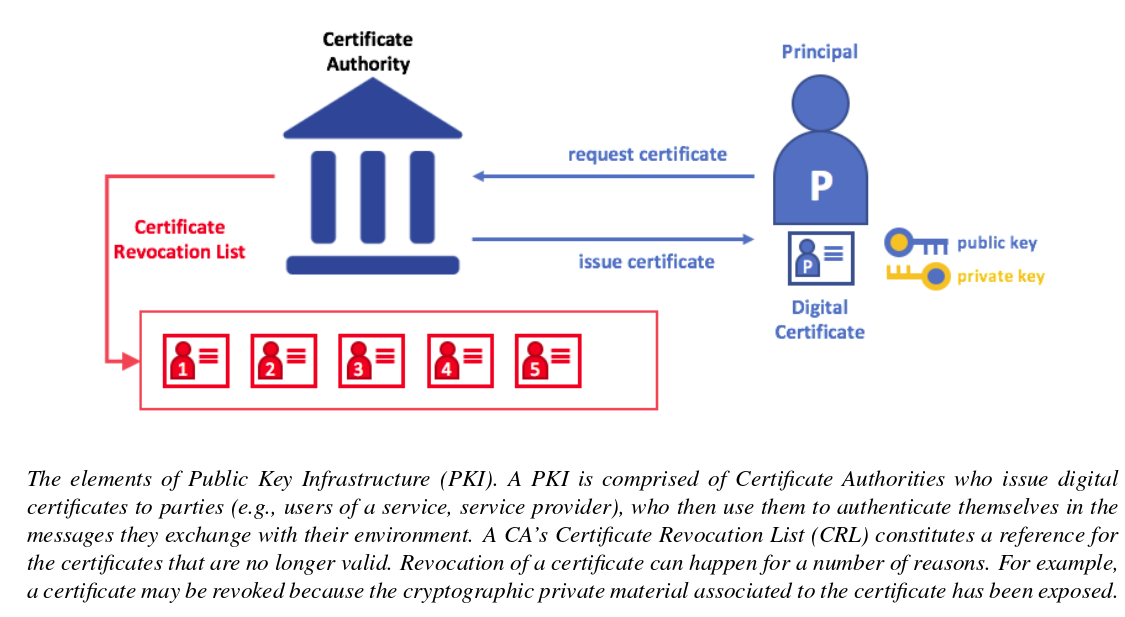 Certificate
Authority
Principal
request certificate
P
Certificate
Revocation List
issue certificate
P
public key
private key
Digital
Certificate
1 2 3 4 5
The elements of Public Key Infrastructure (PKI). A PKI is comprised of Certificate Authorities who issue digital
certificates to parties (e.g., users of a service, service provider), who then use them to authenticate themselves in the
messages they exchange with their environment. A CA’s Certificate Revocation List (CRL) constitutes a reference for
the certificates that are no longer valid. Revocation of a certificate can happen for a number of reasons. For example,
a certificate may be revoked because the cryptographic private material associated to the certificate has been exposed.